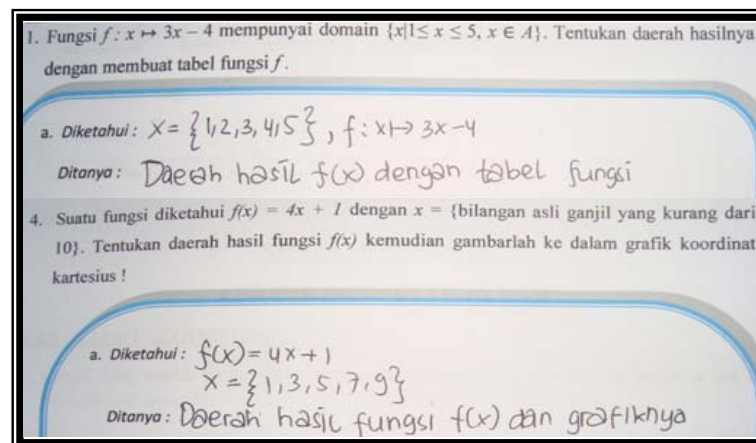 1. Fungsi f : x ↦ 3x – 4 mempunyai domain {x|1≤ x ≤ 5, x ∈ A}. Tentukan daerah hasilnya
dengan membuat tabel fungsi f.
a. Diketahui : X = {1,2,3,4,5}, f : x ↦ 3x -4
Ditanya : Daerah hasil f(x) dengan tabel fungsi
4. Suatu fungsi diketahui f(x) = 4x + 1 dengan x = {bilangan asli ganjil yang kurang dari
10}. Tentukan daerah hasil fungsi f(x) kemudian gambarlah ke dalam grafik koordinat
kartesius !
a. Diketahui : f(x) = 4x + 1
X = {1,3,5,7,9}
Ditanya : Daerah hasil fungsi f(x) dan grafiknya